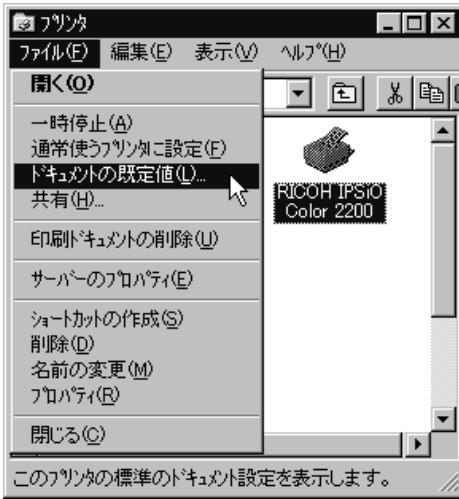 プリンタ
ファイル(F) 編集(E) 表示(V) ヘルプ(H)
開く(O)
一時停止(A)
通常使うプリンタに設定(F)
ドキュメントの既定値(L)...
共有(H)...
印刷ドキュメントの削除(U)
サーバーのプロパティ(E)
ショートカットの作成(S)
削除(D)
名前の変更(M)
プロパティ(R)
閉じる(C)
RICOH IPSiO
Color 2200
このプリンタの標準のドキュメント設定を表示します。